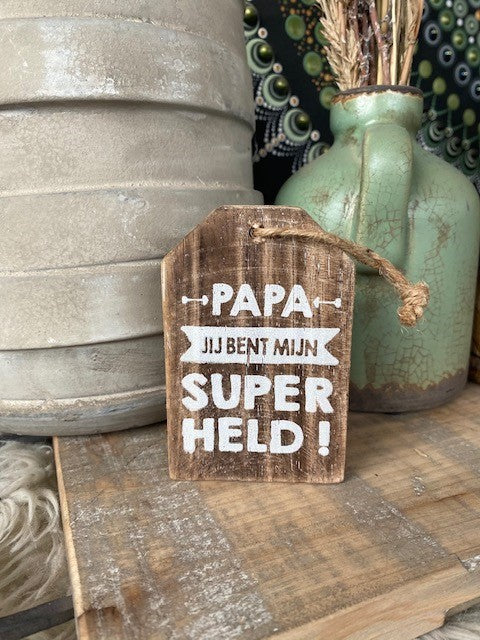 PAPA
JIJ BENT MIJN
SUPER
HELD!